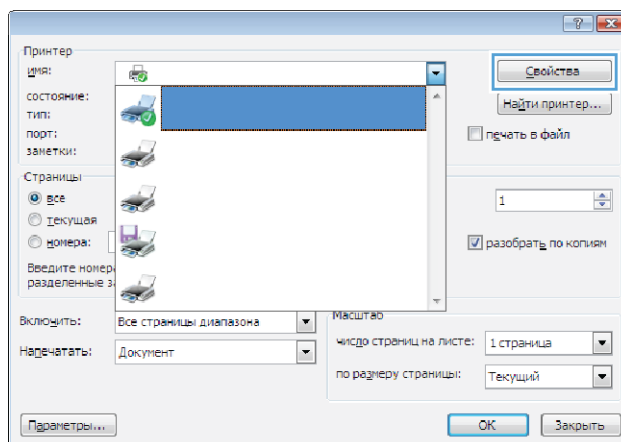 Принтер
имя:
Свойства
состояние:
Найти принтер...
тип:
порт:
печать в файл
заметки:
Страницы
все
1
текущая
номера:
разобрать по копиям
Введите номера
разделенные з
Включить:
Все страницы диапазона
Масштаб
число страниц на листе:
1 страница
Напечатать:
Документ
по размеру страницы:
Текущий
Параметры...
OK
Закрыть